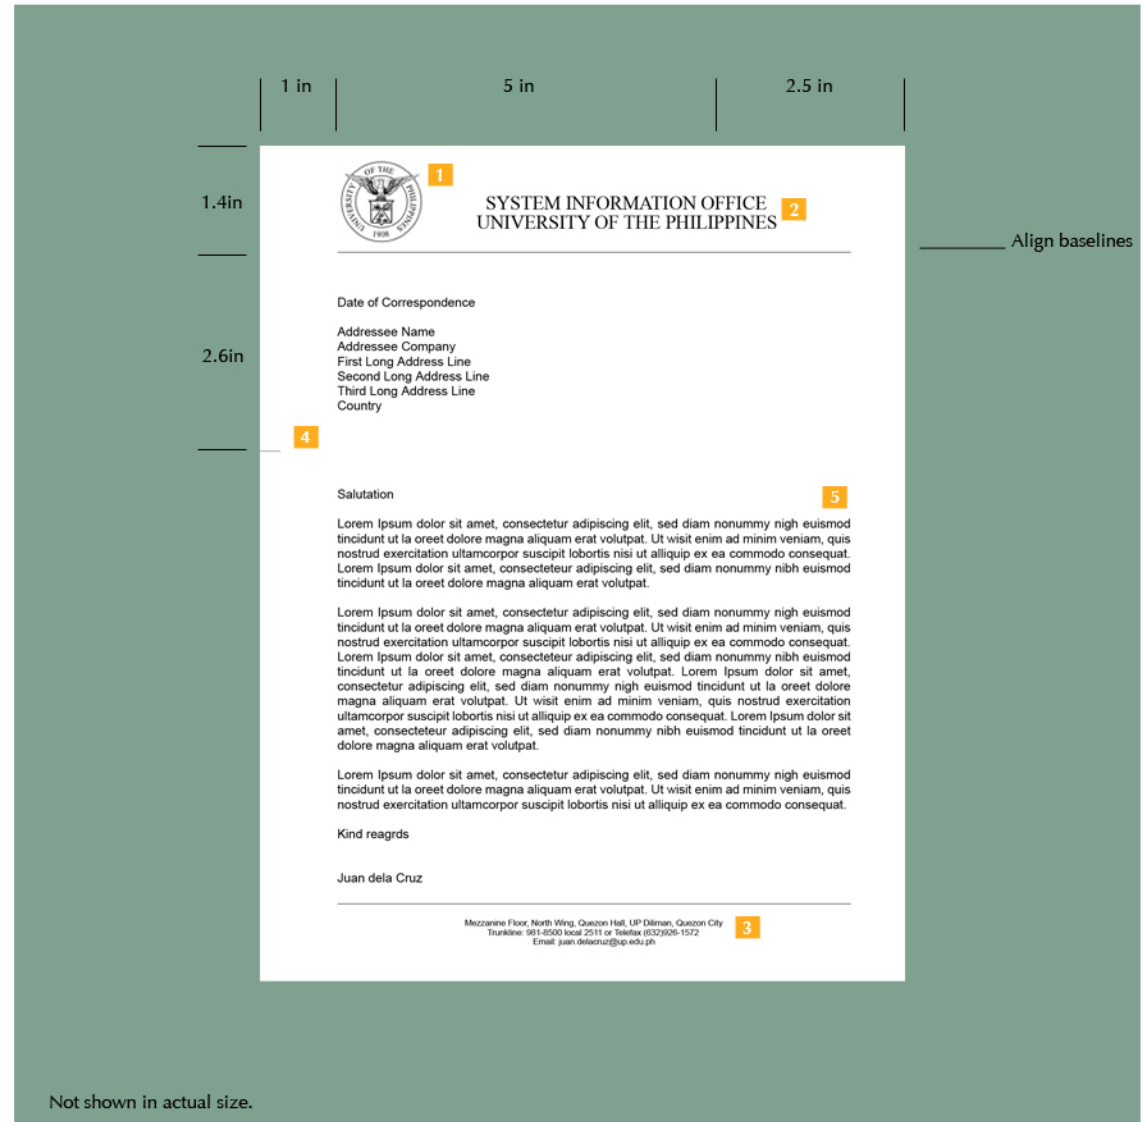 1 in
5 in
2.5 in
1.4in
2.6in
UNIVERSITY OF THE PHILIPPINES
1908
1
SYSTEM INFORMATION OFFICE
UNIVERSITY OF THE PHILIPPINES
2
Align baselines
Date of Correspondence
Addressee Name
Addressee Company
First Long Address Line
Second Long Address Line
Third Long Address Line
Country
4
Salutation
5
Lorem Ipsum dolor sit amet, consectetur adipiscing elit, sed diam nonummy nigh euismod
tincidunt ut la oreet dolore magna aliquam erat volutpat. Ut wisit enim ad minim veniam, quis
nostrud exercitation ultamcorpor suscipit lobortis nisi ut alliquip ex ea commodo consequat.
Lorem Ipsum dolor sit amet, consecteteur adipiscing elit, sed diam nonummy nibh euismod
tincidunt ut la oreet dolore magna aliquam erat volutpat.
Lorem Ipsum dolor sit amet, consectetur adipiscing elit, sed diam nonummy nigh euismod
tincidunt ut la oreet dolore magna aliquam erat volutpat. Ut wisit enim ad minim veniam, quis
nostrud exercitation ultamcorpor suscipit lobortis nisi ut alliquip ex ea commodo consequat.
Lorem Ipsum dolor sit amet, consecteteur adipiscing elit, sed diam nonummy nibh euismod
tincidunt ut la oreet dolore magna aliquam erat volutpat. Lorem Ipsum dolor sit amet,
consectetur adipiscing elit, sed diam nonummy nigh euismod tincidunt ut la oreet dolore
magna aliquam erat volutpat. Ut wisit enim ad minim veniam, quis nostrud exercitation
ultamcorpor suscipit lobortis nisi ut alliquip ex ea commodo consequat. Lorem Ipsum dolor sit
amet, consecteteur adipiscing elit, sed diam nonummy nibh euismod tincidunt ut la oreet
dolore magna aliquam erat volutpat.
Lorem Ipsum dolor sit amet, consectetur adipiscing elit, sed diam nonummy nigh euismod
tincidunt ut la oreet dolore magna aliquam erat volutpat. Ut wisit enim ad minim veniam, quis
nostrud exercitation ultamcorpor suscipit lobortis nisi ut alliquip ex ea commodo consequat.
Kind reagrds
Juan dela Cruz
Mezzanine Floor, North Wing, Quezon Hall, UP Diliman, Quezon City
Trunkline: 981-8500 local 2511 or Telefax (632)926-1572
Email: juan.delacruz@up.edu.ph
3
Not shown in actual size.